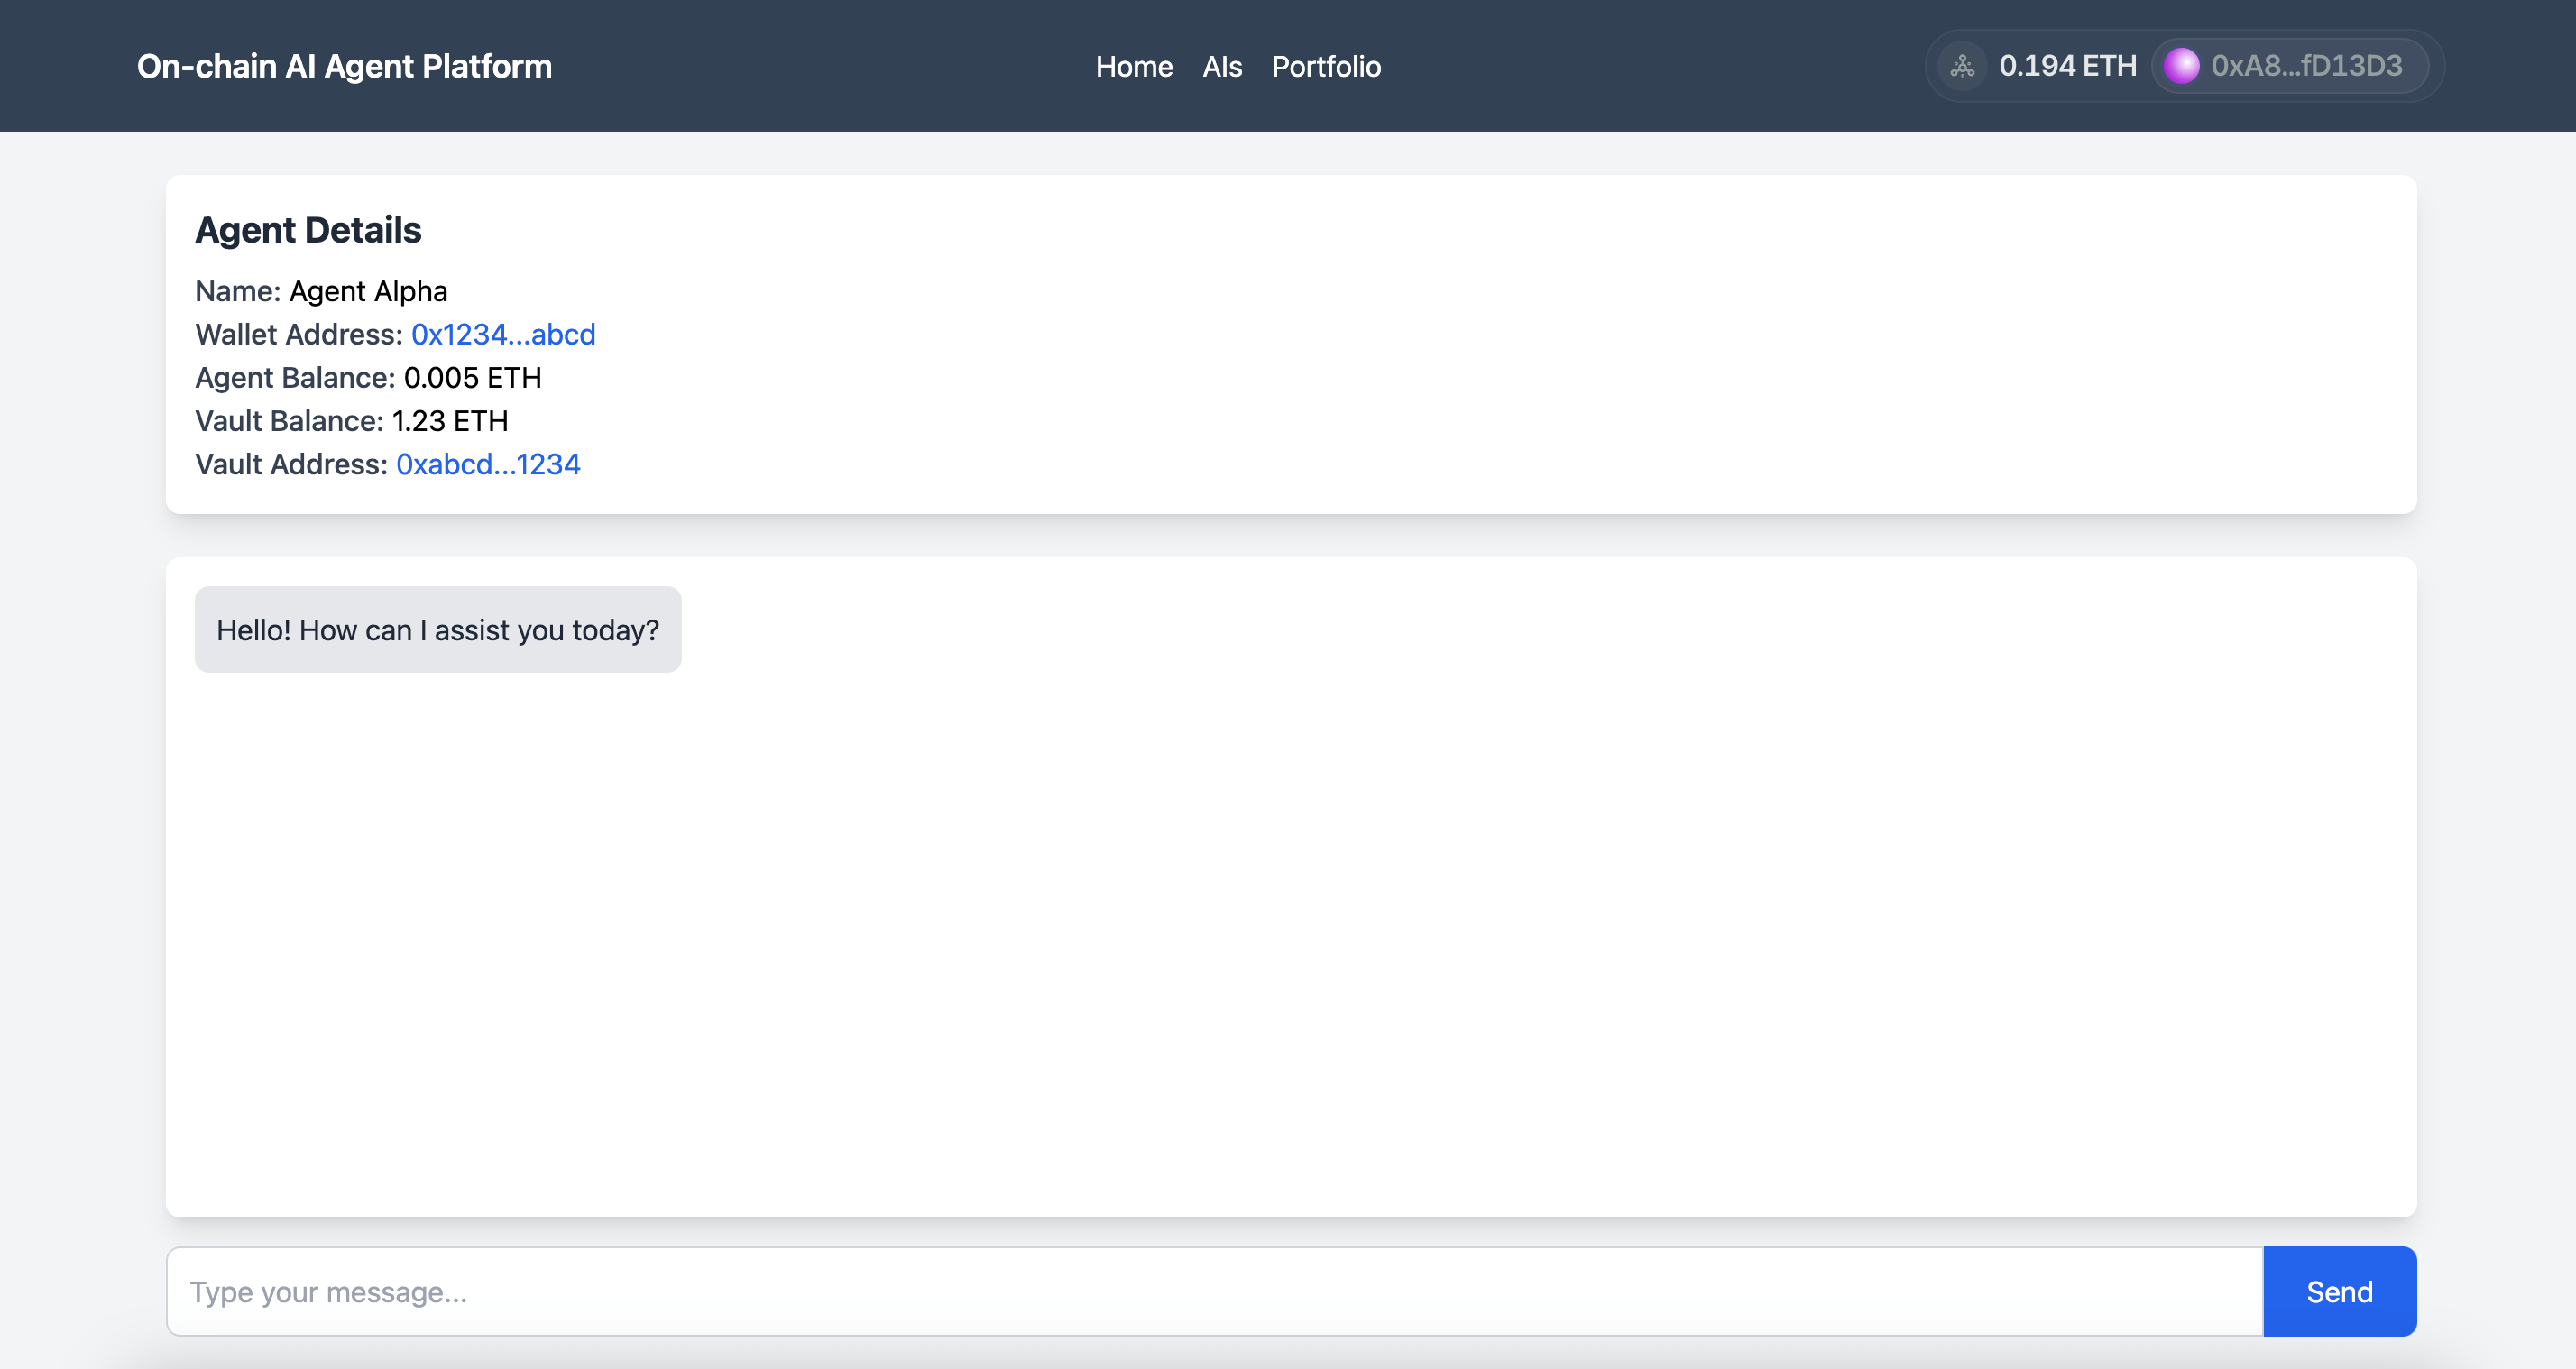 On-chain AI Agent Platform
Home AIs Portfolio
0.194 ETH 0xA8...fD13D3
Agent Details
Name: Agent Alpha
Wallet Address: 0x1234...abcd
Agent Balance: 0.005 ETH
Vault Balance: 1.23 ETH
Vault Address: 0xabcd...1234
Hello! How can I assist you today?
Type your message...
Send